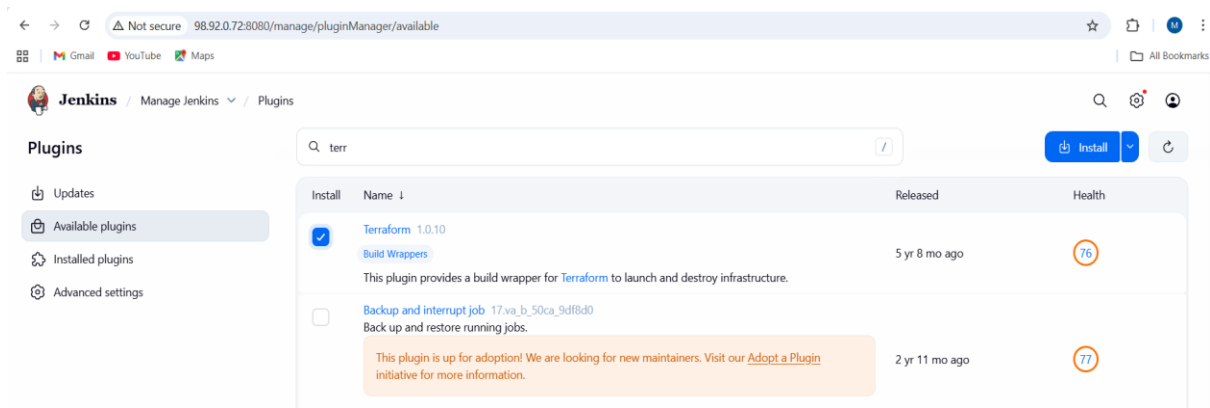 Not secure 98.92.0.72:8080/manage/pluginManager/available
M
Gmail YouTube Maps All Bookmarks
Jenkins / Manage Jenkins / Plugins
Plugins
terr /
Install
Updates
Available plugins
Installed plugins
Advanced settings
Install Name ↓ Released Health
Terraform 1.0.10
Build Wrappers
This plugin provides a build wrapper for Terraform to launch and destroy infrastructure.
5 yr 8 mo ago
76
Backup and interrupt job 17.va_b_50ca_9df8d0
Back up and restore running jobs.
This plugin is up for adoption! We are looking for new maintainers. Visit our Adopt a Plugin
initiative for more information.
2 yr 11 mo ago
77